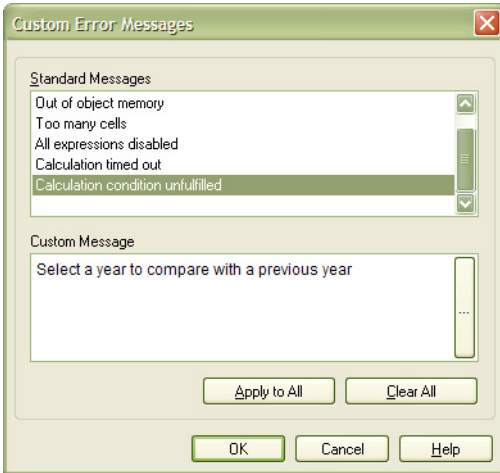 Custom Error Messages
Standard Messages
Out of object memory
Too many cells
All expressions disabled
Calculation timed out
Calculation condition unfulfilled
Custom Message
Select a year to compare with a previous year
...
Apply to All Clear All
OK Cancel Help